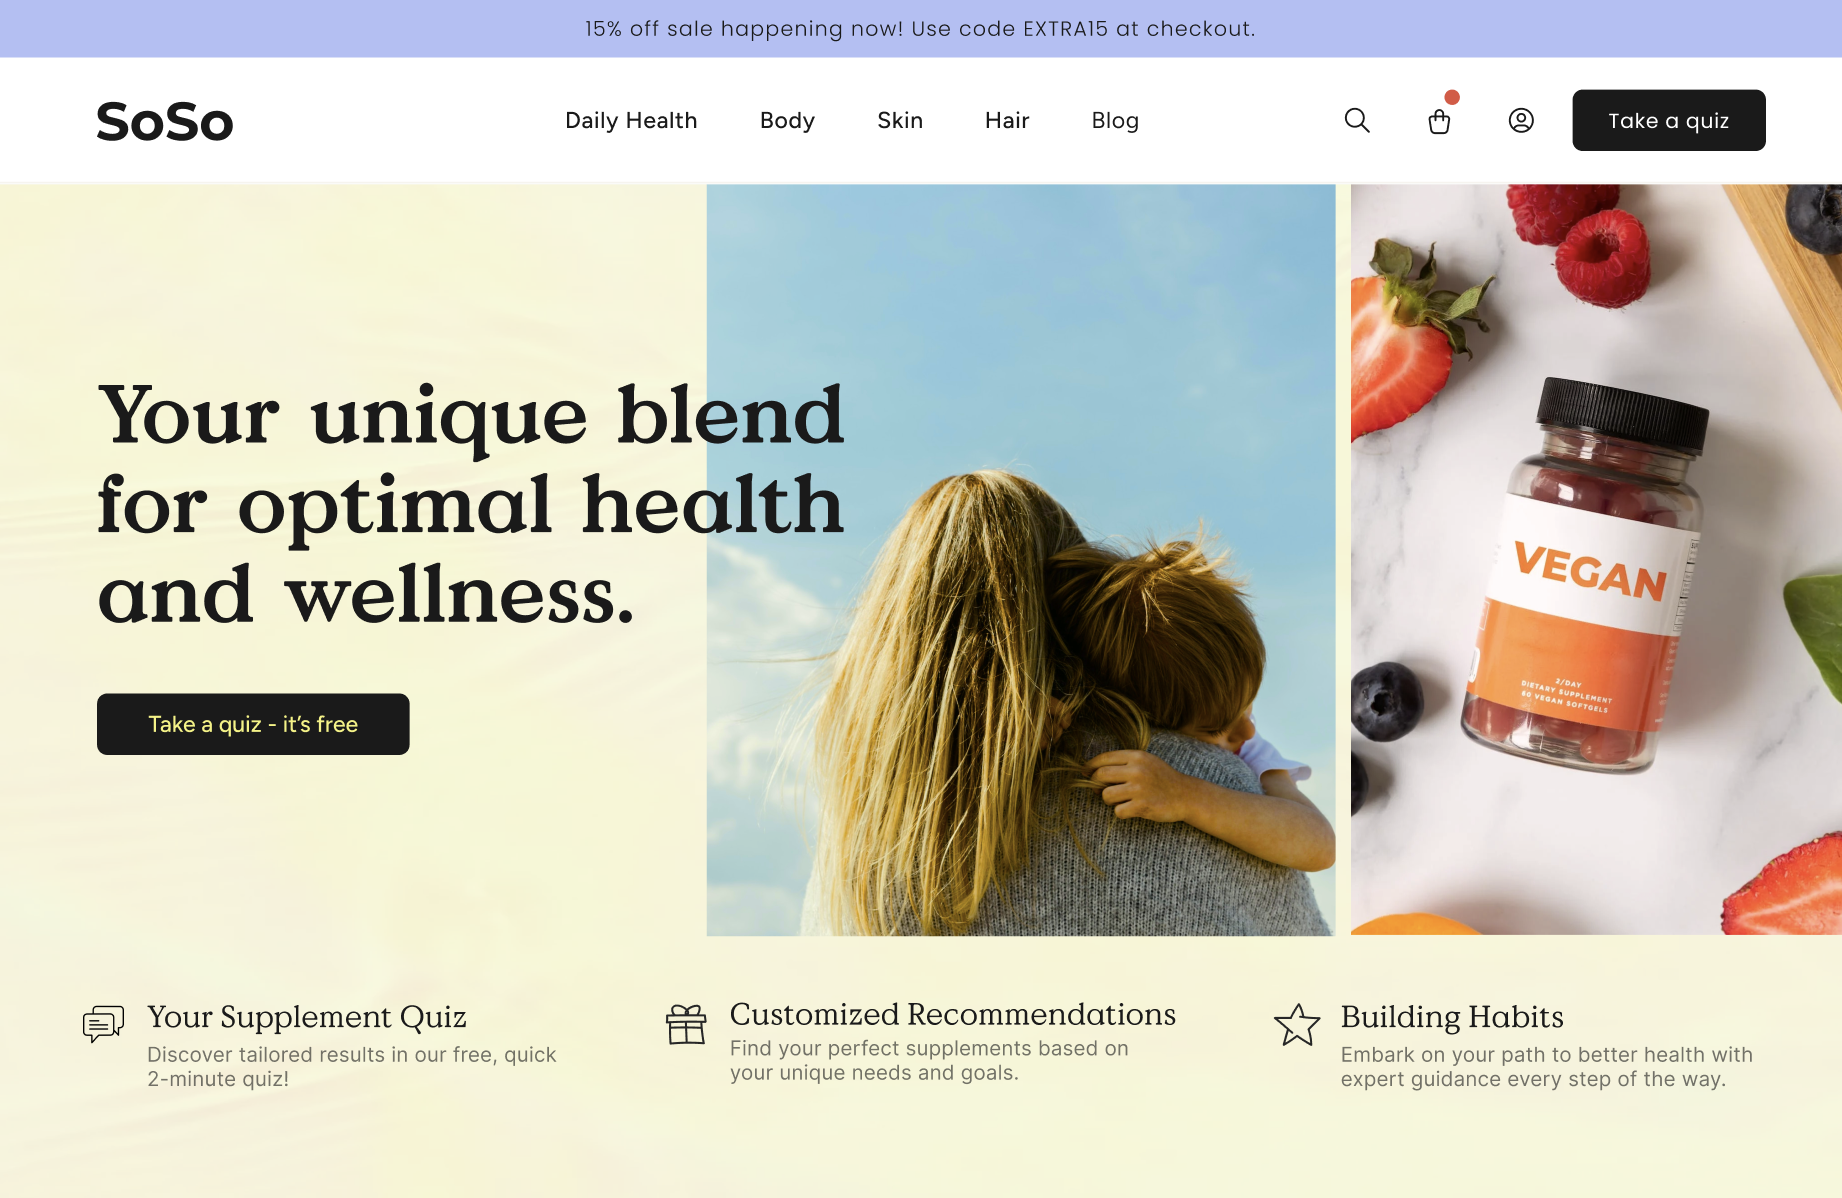 15% off sale happening now! Use code EXTRA15 at checkout.
SoSo
Daily Health
Body
Skin
Hair
Blog
Take a quiz
Your unique blend
for optimal health
and wellness.
Take a quiz - it’s free
VEGAN
2/DAY
DIETARY SUPPLEMENT
60 VEGAN SOFTGELS
Your Supplement Quiz
Discover tailored results in our free, quick
2-minute quiz!
Customized Recommendations
Find your perfect supplements based on
your unique needs and goals.
Building Habits
Embark on your path to better health with
expert guidance every step of the way.